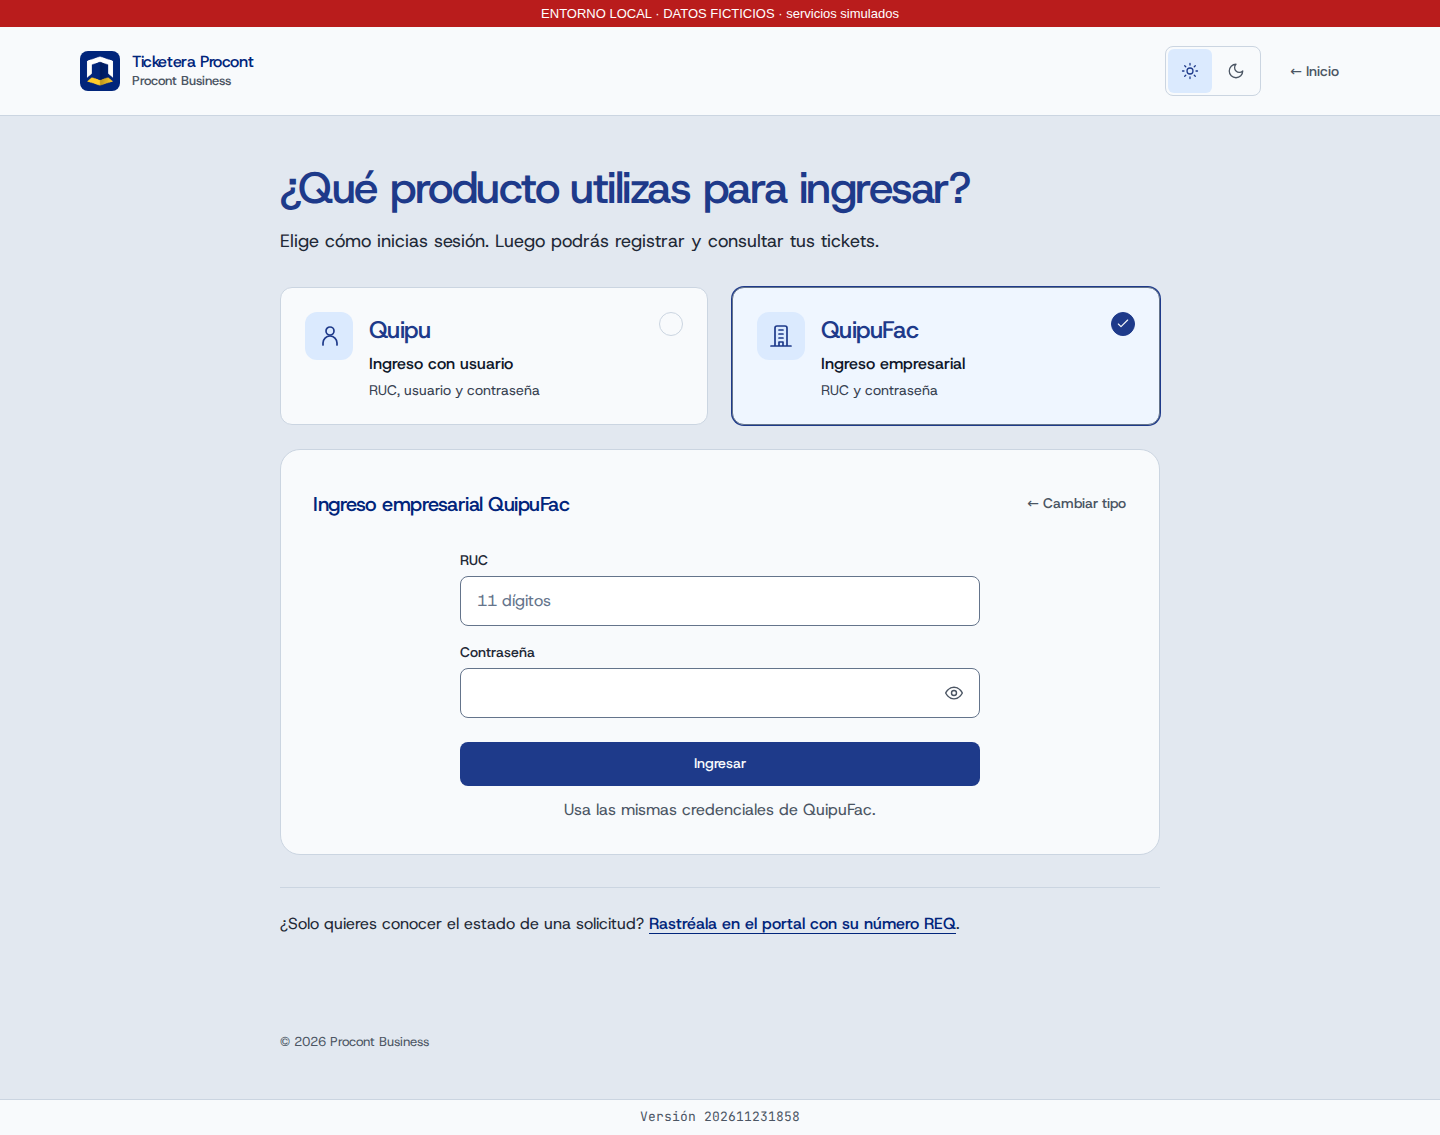 ENTORNO LOCAL · DATOS FICTICIOS · servicios simulados
Ticketera Procont
Procont Business
← Inicio
¿Qué producto utilizas para ingresar?
Elige cómo inicias sesión. Luego podrás registrar y consultar tus tickets.
Quipu
Ingreso con usuario
RUC, usuario y contraseña
QuipuFac
Ingreso empresarial
RUC y contraseña
Ingreso empresarial QuipuFac
← Cambiar tipo
RUC
11 dígitos
Contraseña
Ingresar
Usa las mismas credenciales de QuipuFac.
¿Solo quieres conocer el estado de una solicitud? Rastréala en el portal con su número REQ.
© 2026 Procont Business
Versión 202611231858